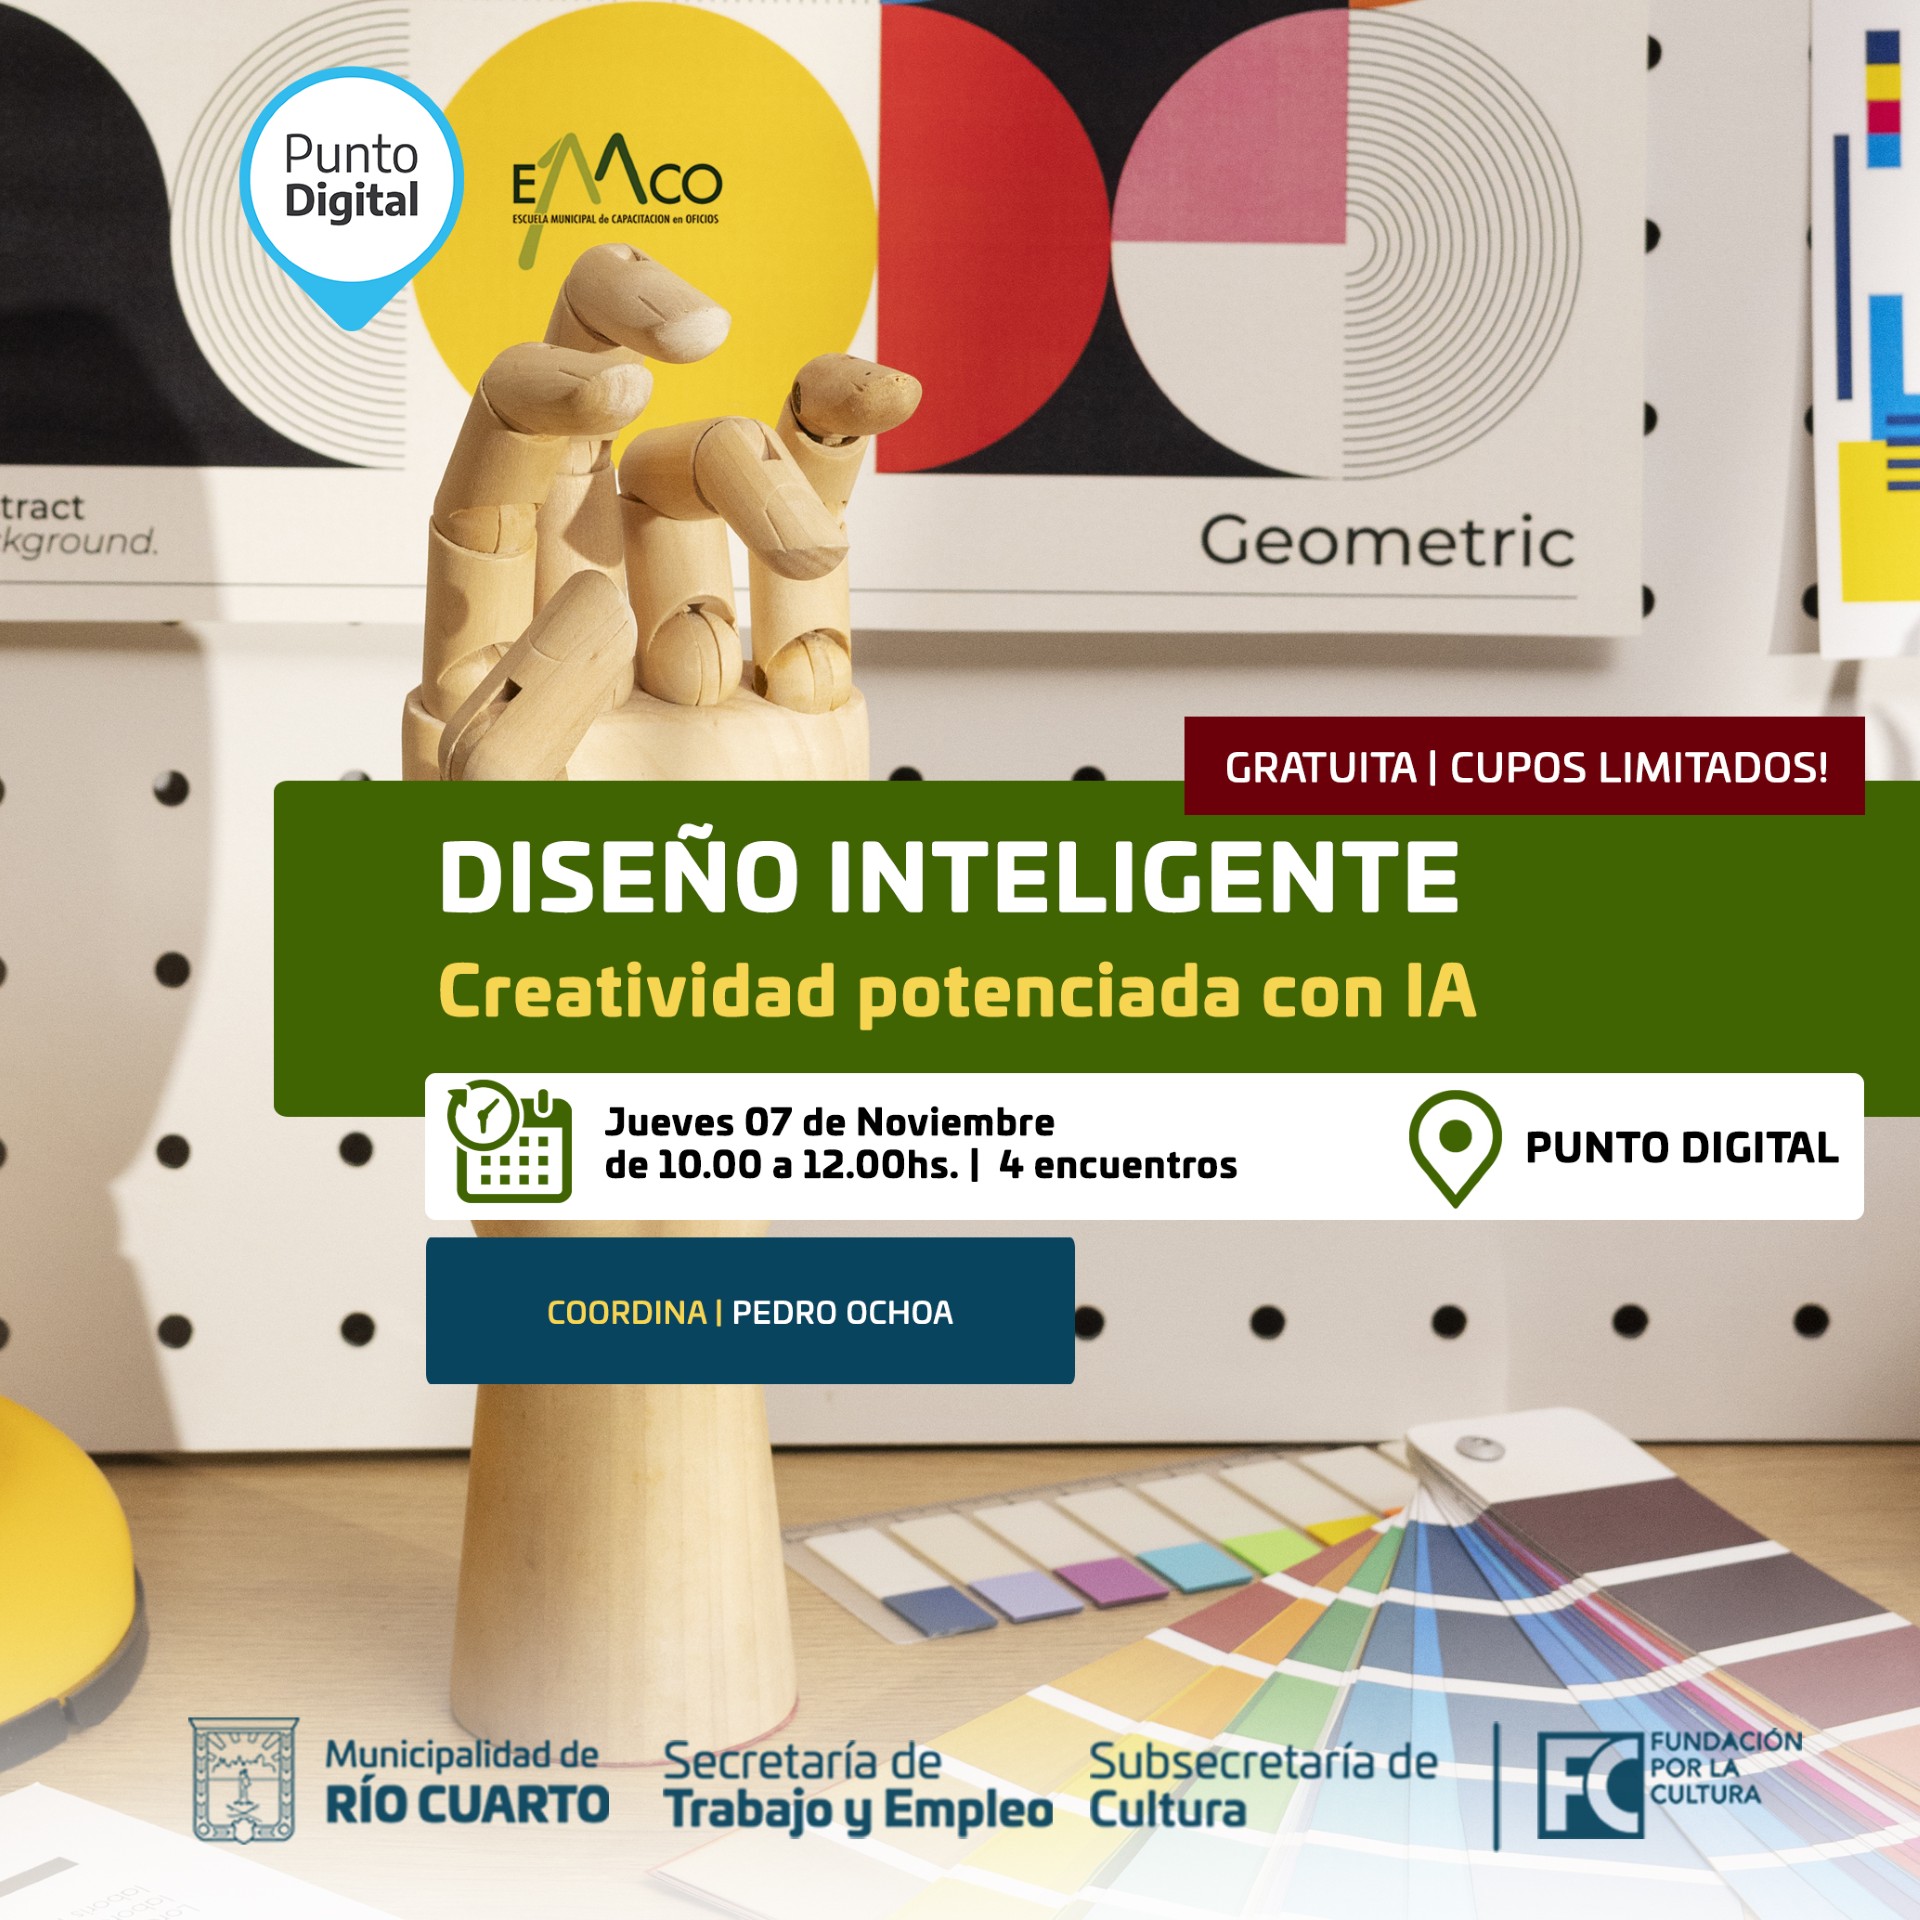 Punto
Digital
EMCO
ESCUELA MUNICIPAL de CAPACITACION en OFICIOS
tract
kground.
Geometric
GRATUITA | CUPOS LIMITADOS!
DISEÑO INTELIGENTE
Creatividad potenciada con IA
Jueves 07 de Noviembre
de 10.00 a 12.00hs. | 4 encuentros
PUNTO DIGITAL
COORDINA | PEDRO OCHOA
Municipalidad de
RÍO CUARTO
Secretaría de
Trabajo y Empleo
Subsecretaría de
Cultura
FC
FUNDACIÓN
POR LA
CULTURA